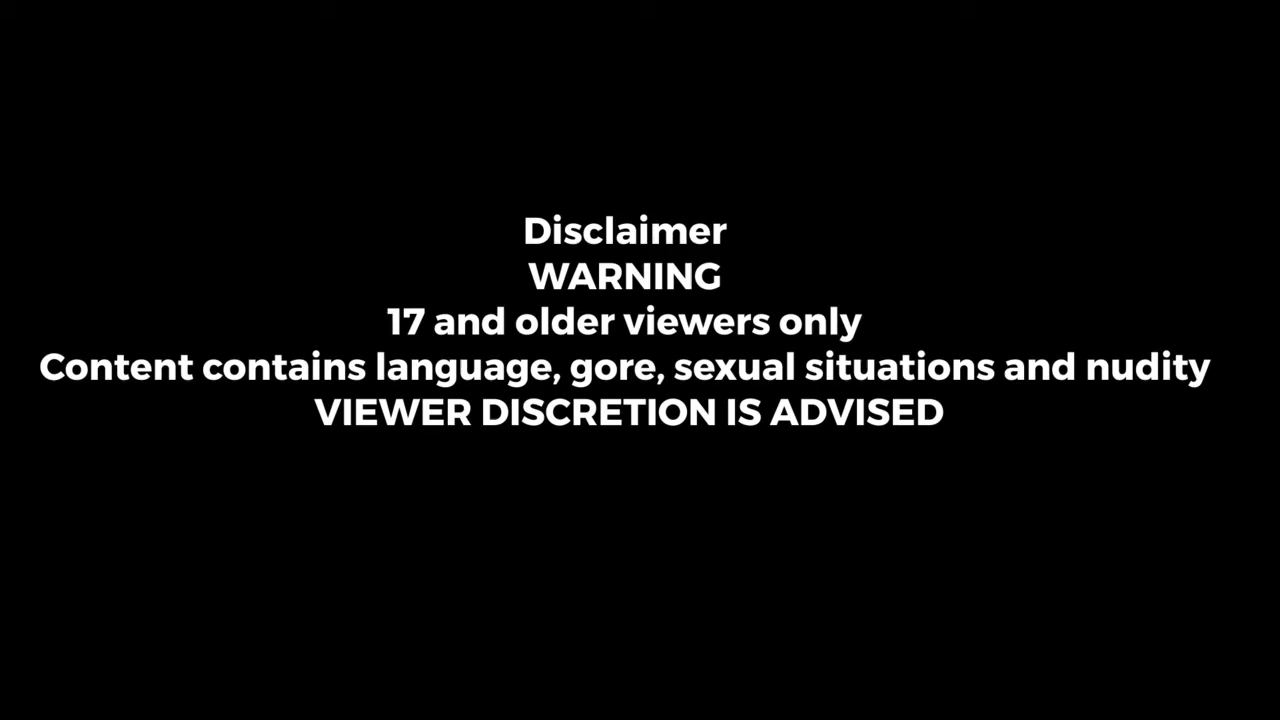 Disclaimer
WARNING
17 and older viewers only
Content contains language, gore, sexual situations and nudity
VIEWER DISCRETION IS ADVISED